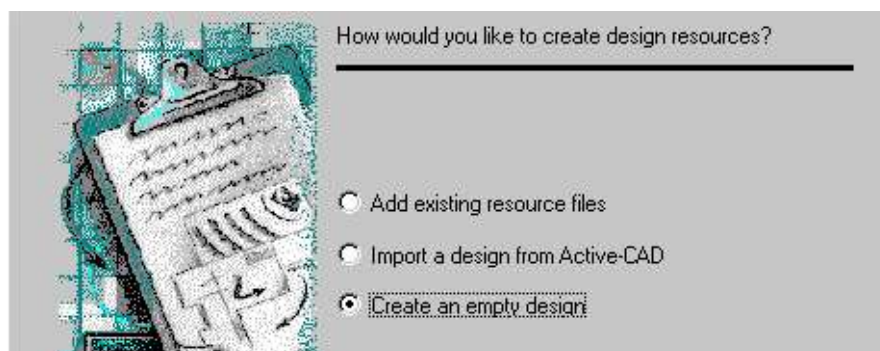 How would you like to create design resources?
Add existing resource files
Import a design from Active-CAD
Create an empty design